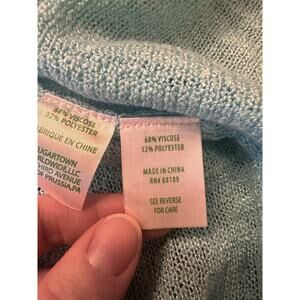 68% VISCOSE
32% POLYESTER
FABRIQUE EN CHINE
SUGARTOWN
WORLDWIDE,LLC
THIRD AVENUE
OF PRUSSIA,PA
68% VISCOSE
32% POLYESTER
MADE IN CHINA
RN# 88189
SEE REVERSE
FOR CARE